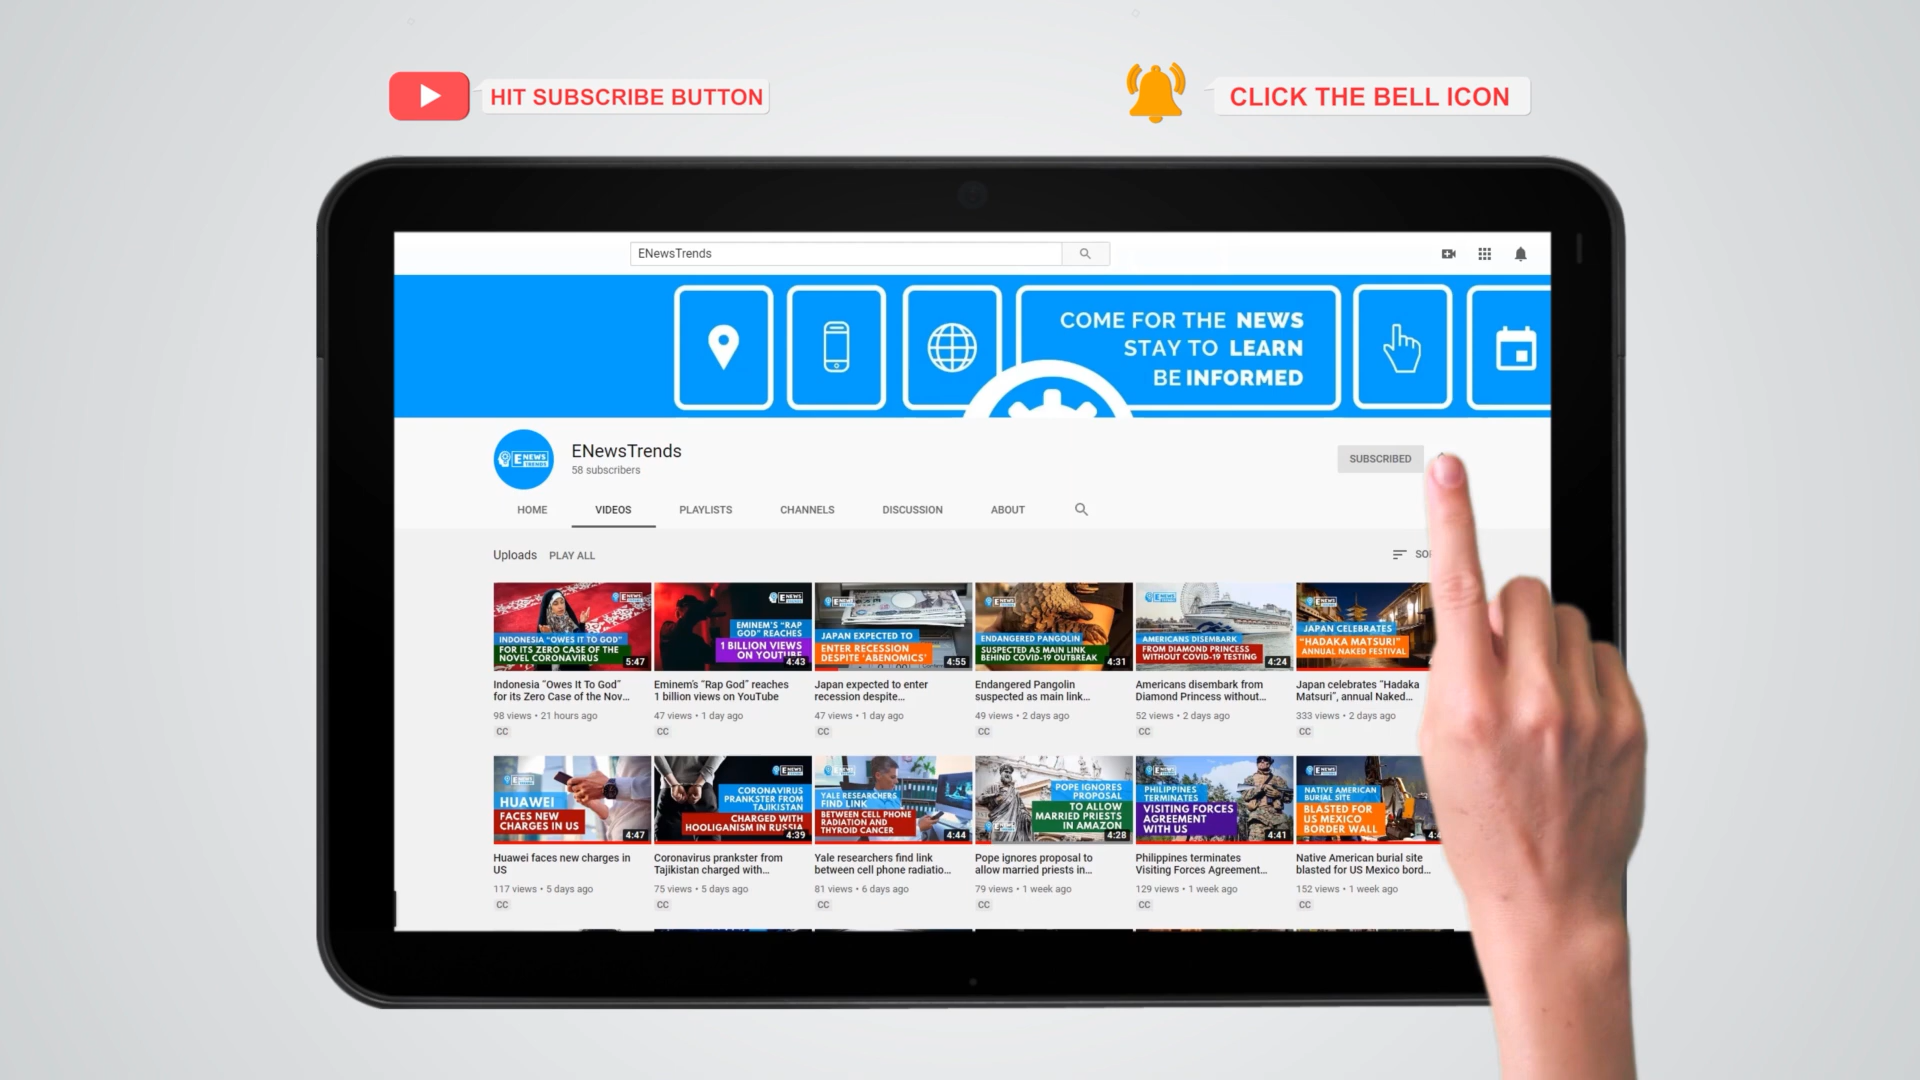 HIT SUBSCRIBE BUTTON
CLICK THE BELL ICON
ENewsTrends
COME FOR THE NEWS
STAY TO LEARN
BE INFORMED
E NEWS
TRENDS
ENewsTrends
58 subscribers
SUBSCRIBED
HOME VIDEOS PLAYLISTS CHANNELS DISCUSSION ABOUT
Uploads PLAY ALL
INDONESIA "OWES IT TO GOD"
FOR ITS ZERO CASE OF THE
NOVEL CORONAVIRUS
5:47
EMINEM'S "RAP
GOD" REACHES
1 BILLION VIEWS
ON YOUTUBE
4:43
JAPAN EXPECTED TO
ENTER RECESSION
DESPITE 'ABENOMICS'
4:55
ENDANGERED PANGOLIN
SUSPECTED AS MAIN LINK
BEHIND COVID-19 OUTBREAK
4:31
AMERICANS DISEMBARK
FROM DIAMOND PRINCESS
WITHOUT COVID-19 TESTING
4:24
JAPAN CELEBRATES
"HADAKA MATSURI"
ANNUAL NAKED FESTIVAL
Indonesia "Owes It To God"
for its Zero Case of the Nov...
98 views • 21 hours ago
CC
Eminem's "Rap God" reaches
1 billion views on YouTube
47 views • 1 day ago
CC
Japan expected to enter
recession despite...
47 views • 1 day ago
CC
Endangered Pangolin
suspected as main link...
49 views • 2 days ago
CC
Americans disembark from
Diamond Princess without...
52 views • 2 days ago
CC
Japan celebrates "Hadaka
Matsuri", annual Naked...
333 views • 2 days ago
CC
HUAWEI
FACES NEW
CHARGES IN US
4:47
CORONAVIRUS
PRANKSTER FROM
TAJIKISTAN
CHARGED WITH
HOOLIGANISM IN RUSSIA
4:39
YALE RESEARCHERS
FIND LINK
BETWEEN CELL PHONE
RADIATION AND
THYROID CANCER
4:44
POPE IGNORES
PROPOSAL
TO ALLOW
MARRIED PRIESTS
IN AMAZON
4:28
PHILIPPINES
TERMINATES
VISITING FORCES
AGREEMENT
WITH US
4:41
NATIVE AMERICAN
BURIAL SITE
BLASTED FOR
US MEXICO
BORDER WALL
Huawei faces new charges in
US
117 views • 5 days ago
CC
Coronavirus prankster from
Tajikistan charged with...
75 views • 5 days ago
CC
Yale researchers find link
between cell phone radiatio...
81 views • 6 days ago
CC
Pope ignores proposal to
allow married priests in...
79 views • 1 week ago
CC
Philippines terminates
Visiting Forces Agreement...
129 views • 1 week ago
CC
Native American burial site
blasted for US Mexico bord...
152 views • 1 week ago
CC